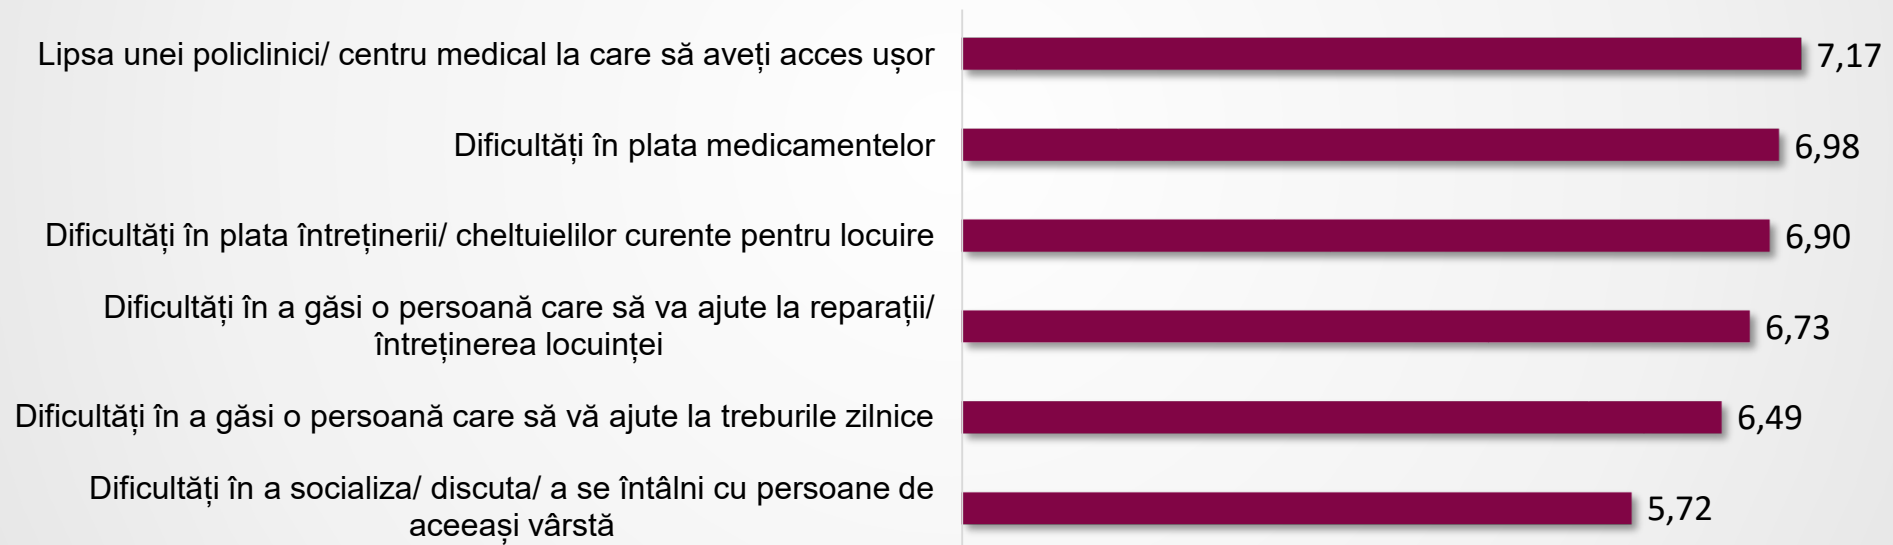 Lipsa unei policlinici/ centru medical la care să aveți acces ușor
7,17
Dificultăți în plata medicamentelor
6,98
Dificultăți în plata întreținerii/ cheltuielilor curente pentru locuire
6,90
Dificultăți în a găsi o persoană care să va ajute la reparații/
întreținerea locuinței
6,73
Dificultăți în a găsi o persoană care să vă ajute la treburile zilnice
6,49
Dificultăți în a socializa/ discuta/ a se întâlni cu persoane de
aceeași vârstă
5,72